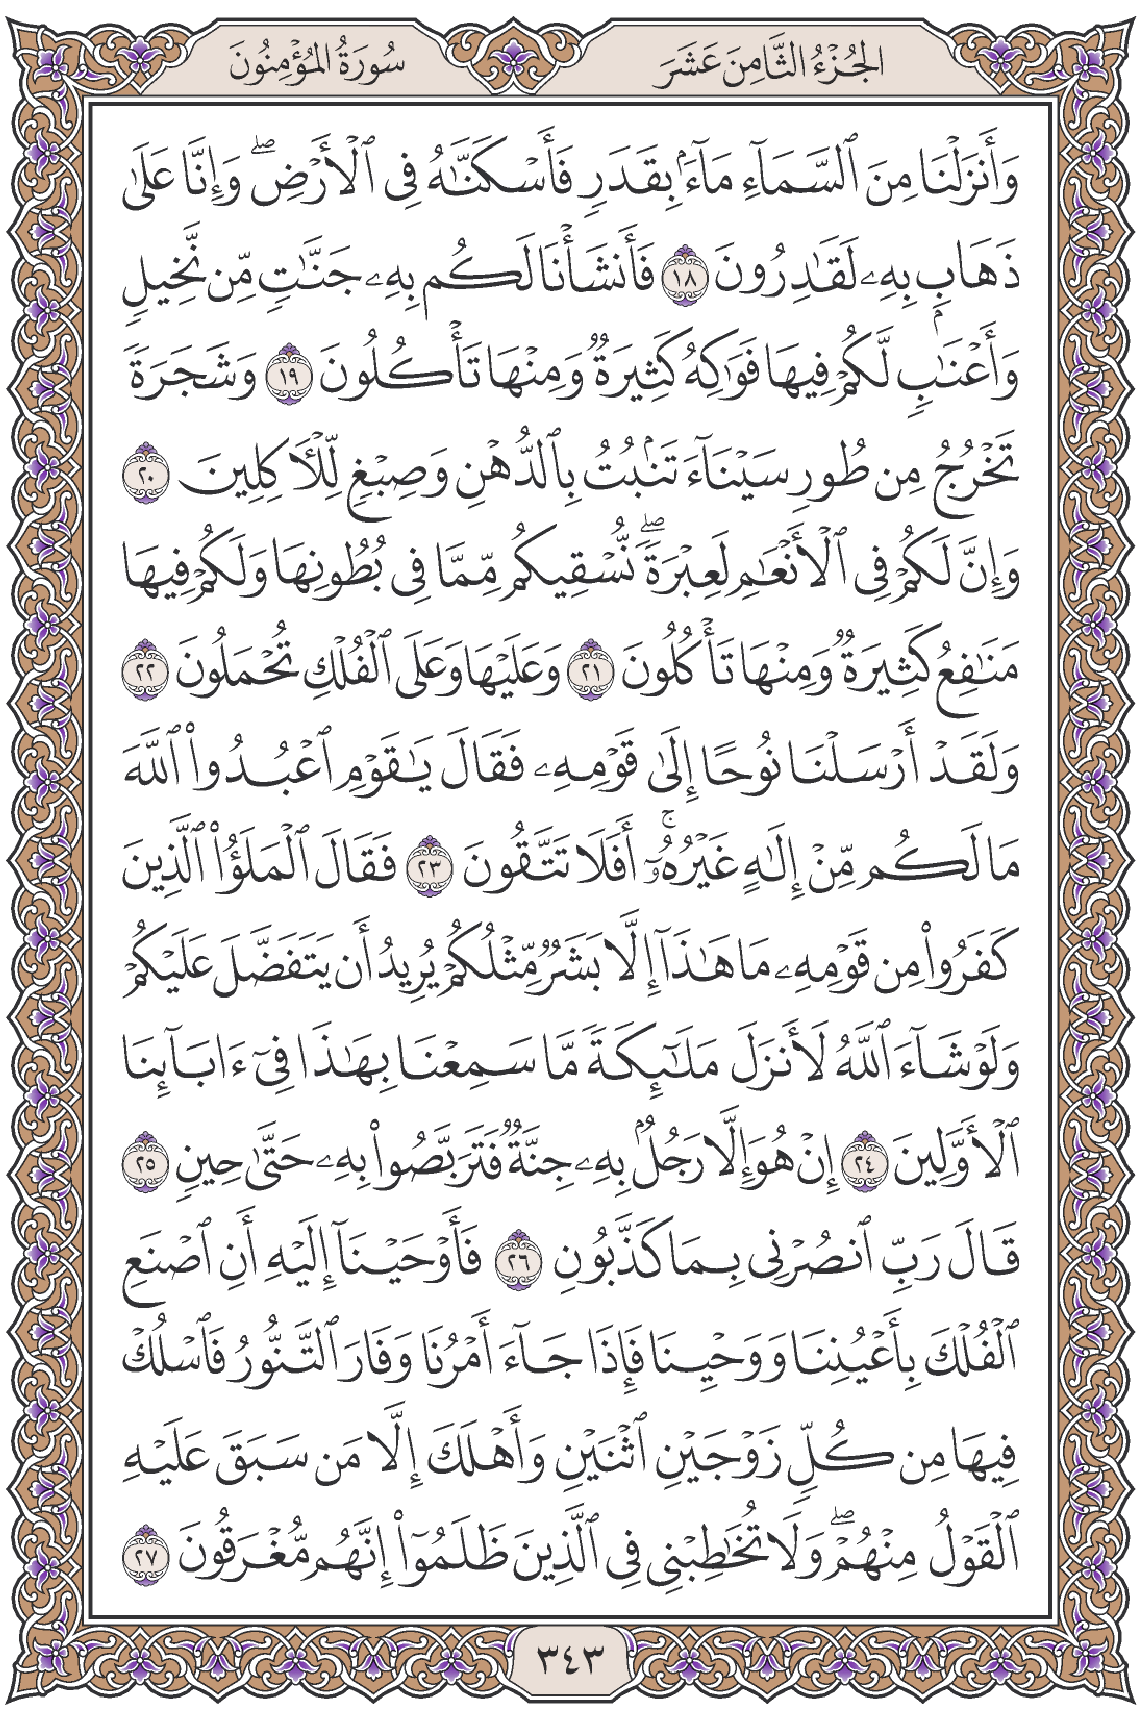 الجُزْءُ الثَّامِنَ عَشَرَ
سُورَةُ المُؤْمِنُونَ
وَأَنزَلْنَا مِنَ ٱلسَّمَآءِ مَآءَۢ بِقَدَرٍ فَأَسْكَنَّـٰهُ فِى ٱلْأَرْضِ ۖ وَإِنَّا عَلَىٰ
ذَهَابٍۭ بِهِۦ لَقَـٰدِرُونَ ١٨ فَأَنشَأْنَا لَكُم بِهِۦ جَنَّـٰتٍ مِّن نَّخِيلٍ
وَأَعْنَـٰبٍ لَّكُمْ فِيهَا فَوَٰكِهُ كَثِيرَةٌ وَمِنْهَا تَأْكُلُونَ ١٩ وَشَجَرَةً
تَخْرُجُ مِن طُورِ سَيْنَآءَ تَنۢبُتُ بِٱلدُّهْنِ وَصِبْغٍ لِّلْـَٔاكِلِينَ ٢٠
وَإِنَّ لَكُمْ فِى ٱلْأَنْعَـٰمِ لَعِبْرَةً ۖ نُّسْقِيكُم مِّمَّا فِى بُطُونِهَا وَلَكُمْ فِيهَا
مَنَـٰفِعُ كَثِيرَةٌ وَمِنْهَا تَأْكُلُونَ ٢١ وَعَلَيْهَا وَعَلَى ٱلْفُلْكِ تُحْمَلُونَ ٢٢
وَلَقَدْ أَرْسَلْنَا نُوحًا إِلَىٰ قَوْمِهِۦ فَقَالَ يَـٰقَوْمِ ٱعْبُدُوا۟ ٱللَّهَ
مَا لَكُم مِّنْ إِلَـٰهٍ غَيْرُهُۥٓ ۚ أَفَلَا تَتَّقُونَ ٢٣ فَقَالَ ٱلْمَلَؤُا۟ ٱلَّذِينَ
كَفَرُوا۟ مِن قَوْمِهِۦ مَا هَـٰذَآ إِلَّا بَشَرٌ مِّثْلُكُمْ يُرِيدُ أَن يَتَفَضَّلَ عَلَيْكُمْ
وَلَوْ شَآءَ ٱللَّهُ لَأَنزَلَ مَلَـٰٓئِكَةً مَّا سَمِعْنَا بِهَـٰذَا فِىٓ ءَابَآئِنَا
ٱلْأَوَّلِينَ ٢٤ إِنْ هُوَ إِلَّا رَجُلٌۢ بِهِۦ جِنَّةٌ فَتَرَبَّصُوا۟ بِهِۦ حَتَّىٰ حِينٍ ٢٥
قَالَ رَبِّ ٱنصُرْنِى بِمَا كَذَّبُونِ ٢٦ فَأَوْحَيْنَآ إِلَيْهِ أَنِ ٱصْنَعِ
ٱلْفُلْكَ بِأَعْيُنِنَا وَوَحْيِنَا فَإِذَا جَآءَ أَمْرُنَا وَفَارَ ٱلتَّنُّورُ فَٱسْلُكْ
فِيهَا مِن كُلٍّ زَوْجَيْنِ ٱثْنَيْنِ وَأَهْلَكَ إِلَّا مَن سَبَقَ عَلَيْهِ
ٱلْقَوْلُ مِنْهُمْ ۖ وَلَا تُخَـٰطِبْنِى فِى ٱلَّذِينَ ظَلَمُوٓا۟ إِنَّهُم مُّغْرَقُونَ ٢٧
٣٤٣